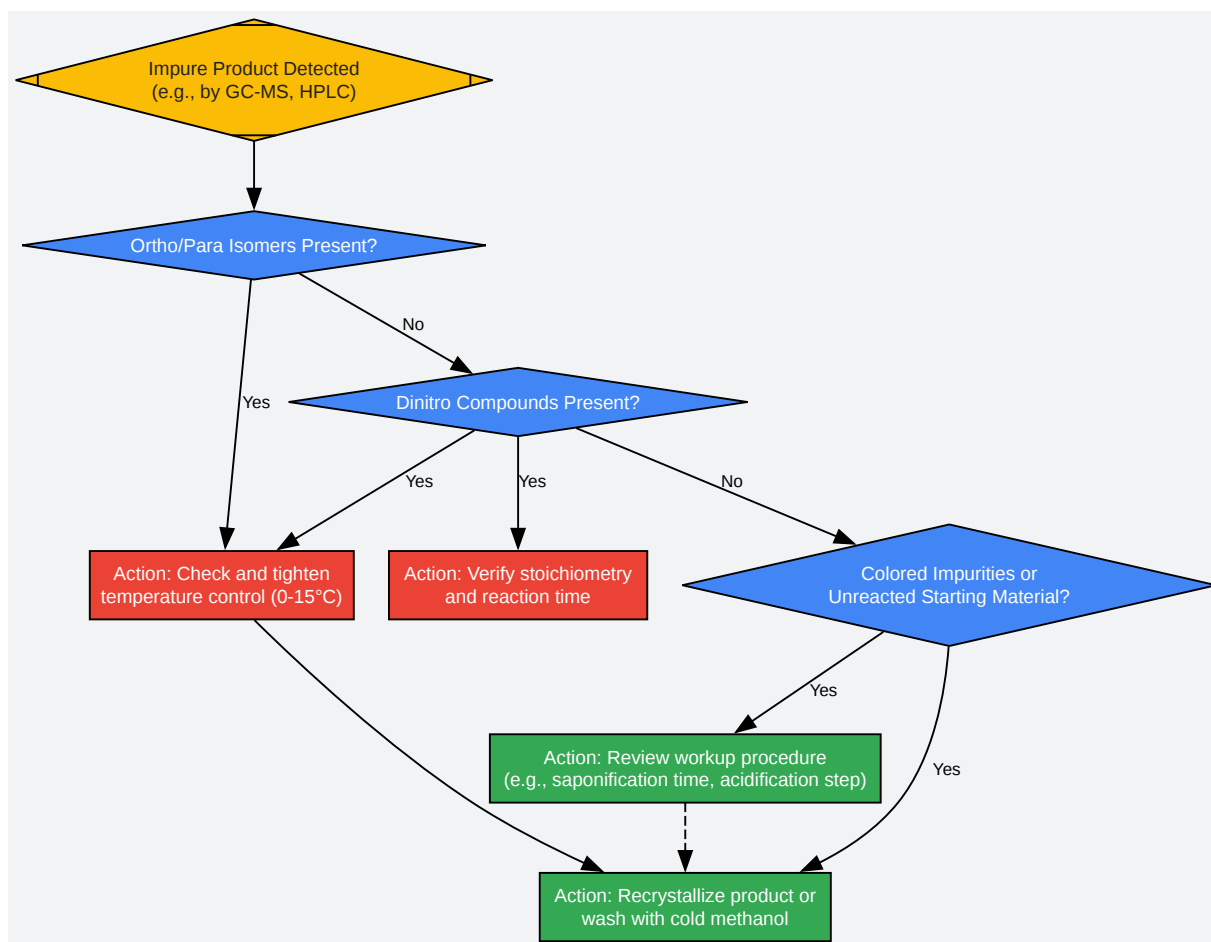 Impure Product Detected
(e.g., by GC-MS, HPLC)
Ortho/Para Isomers Present?
No
Yes
Dinitro Compounds Present?
Yes
Yes
No
Action: Check and tighten
temperature control (0-15°C)
Action: Verify stoichiometry
and reaction time
Colored Impurities or
Unreacted Starting Material?
Yes
Action: Review workup procedure
(e.g., saponification time, acidification step)
Yes
Action: Recrystallize product or
wash with cold methanol